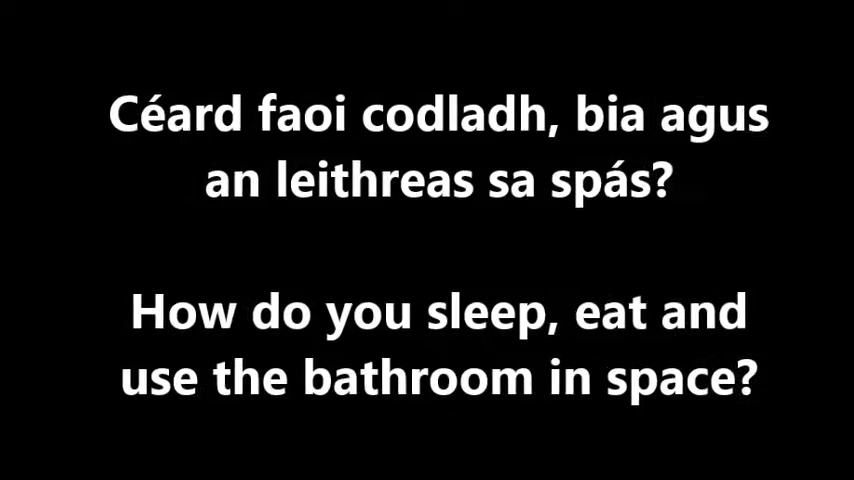 Céard faoi codladh, bia agus
an leithreas sa spás?
How do you sleep, eat and
use the bathroom in space?